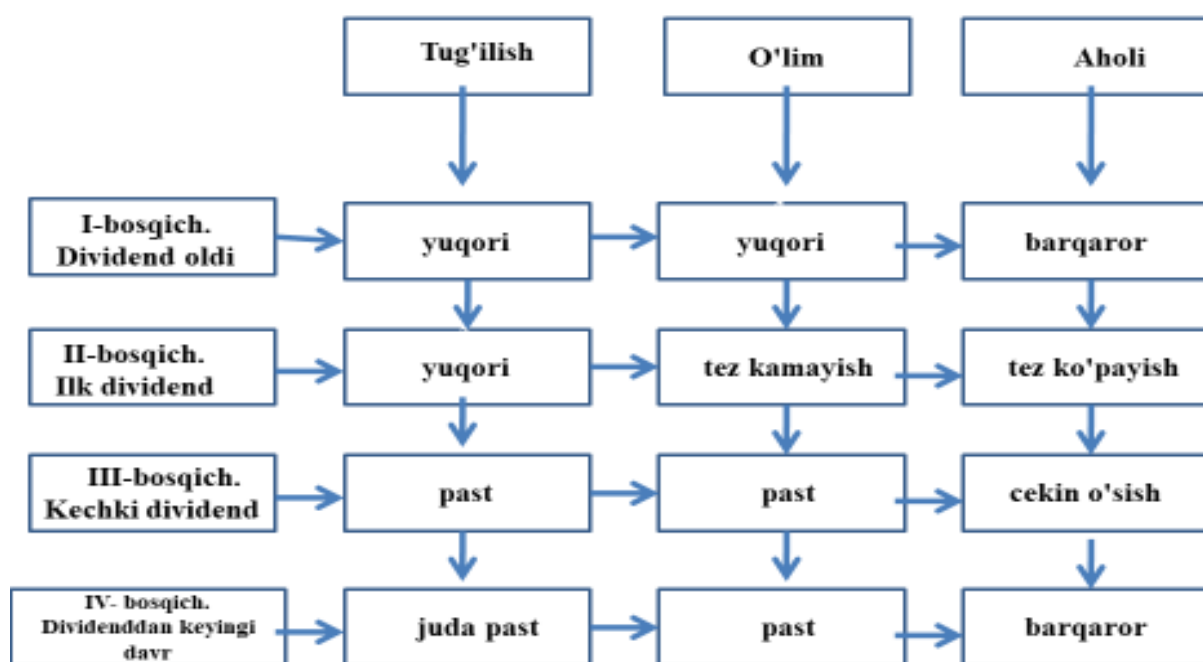 Tug'ilish
O'lim
Aholi
I-bosqich.
Dividend oldi
yuqori
yuqori
barqaror
II-bosqich.
Ilk dividend
yuqori
tez kamayish
tez ko'payish
III-bosqich.
Kechki dividend
past
past
cekin o'sish
IV- bosqich.
Dividenddan keyingi
davr
juda past
past
barqaror